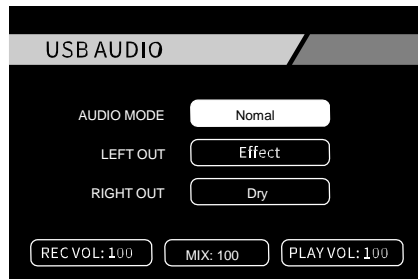 USB AUDIO
AUDIO MODE Nomal
LEFT OUT Effect
RIGHT OUT Dry
REC VOL: 100 MIX: 100 PLAY VOL: 100